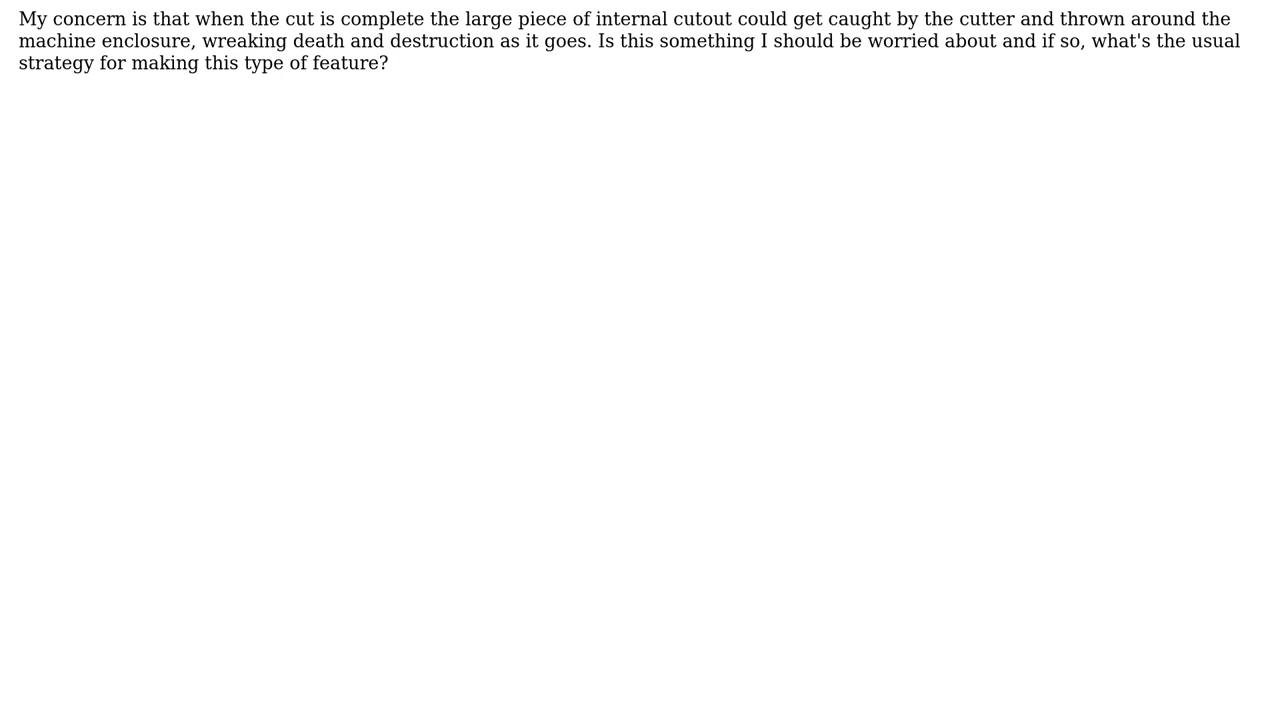 My concern is that when the cut is complete the large piece of internal cutout could get caught by the cutter and thrown around the
machine enclosure, wreaking death and destruction as it goes. Is this something I should be worried about and if so, what's the usual
strategy for making this type of feature?